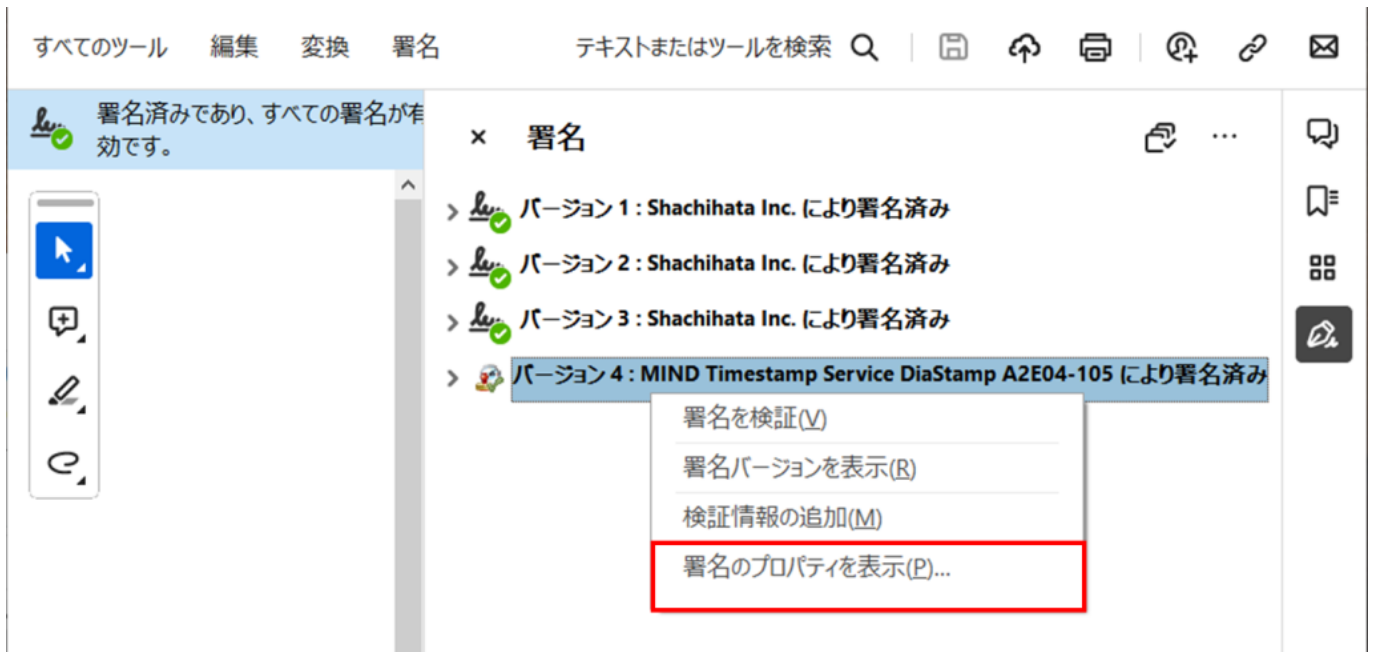 すべてのツール 編集 変換 署名 テキストまたはツールを検索
署名済みであり、すべての署名が有
効です。
署名
バージョン 1 : Shachihata Inc. により署名済み
バージョン 2 : Shachihata Inc. により署名済み
バージョン 3 : Shachihata Inc. により署名済み
バージョン 4 : MIND Timestamp Service DiaStamp A2E04-105 により署名済み
署名を検証(V)
署名バージョンを表示(R)
検証情報の追加(M)
署名のプロパティを表示(P)...